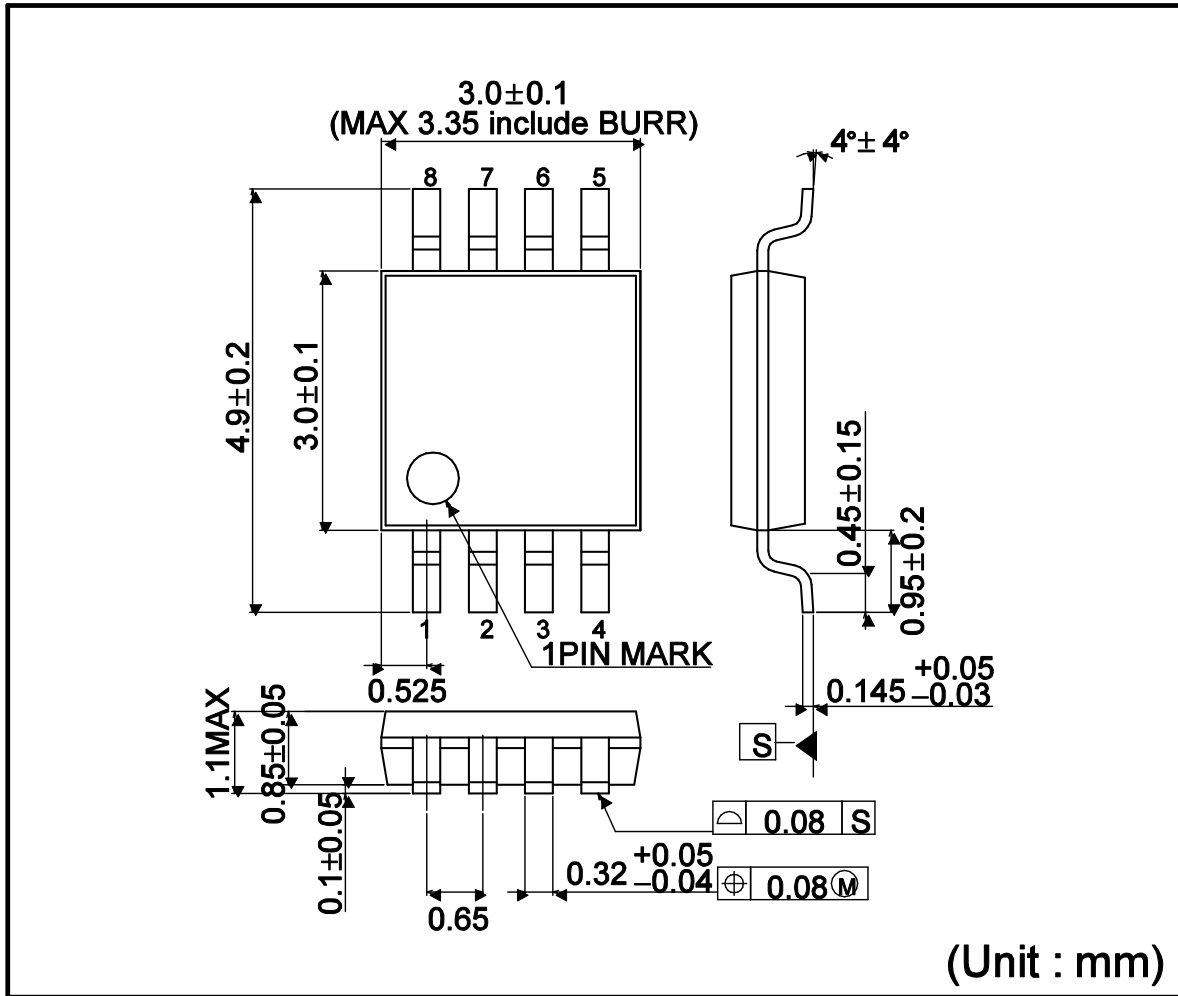 3.0±0.1
(MAX 3.35 include BURR)
4°± 4°
8 7 6 5
4.9±0.2
3.0±0.1
0.45±0.15
0.95±0.2
1 2 3 4
1PIN MARK
0.525
0.145 +0.05 −0.03
S
1.1MAX
0.85±0.05
0.1±0.05
0.08 S
0.32 +0.05 −0.04
0.08 Ⓜ
0.65
(Unit : mm)